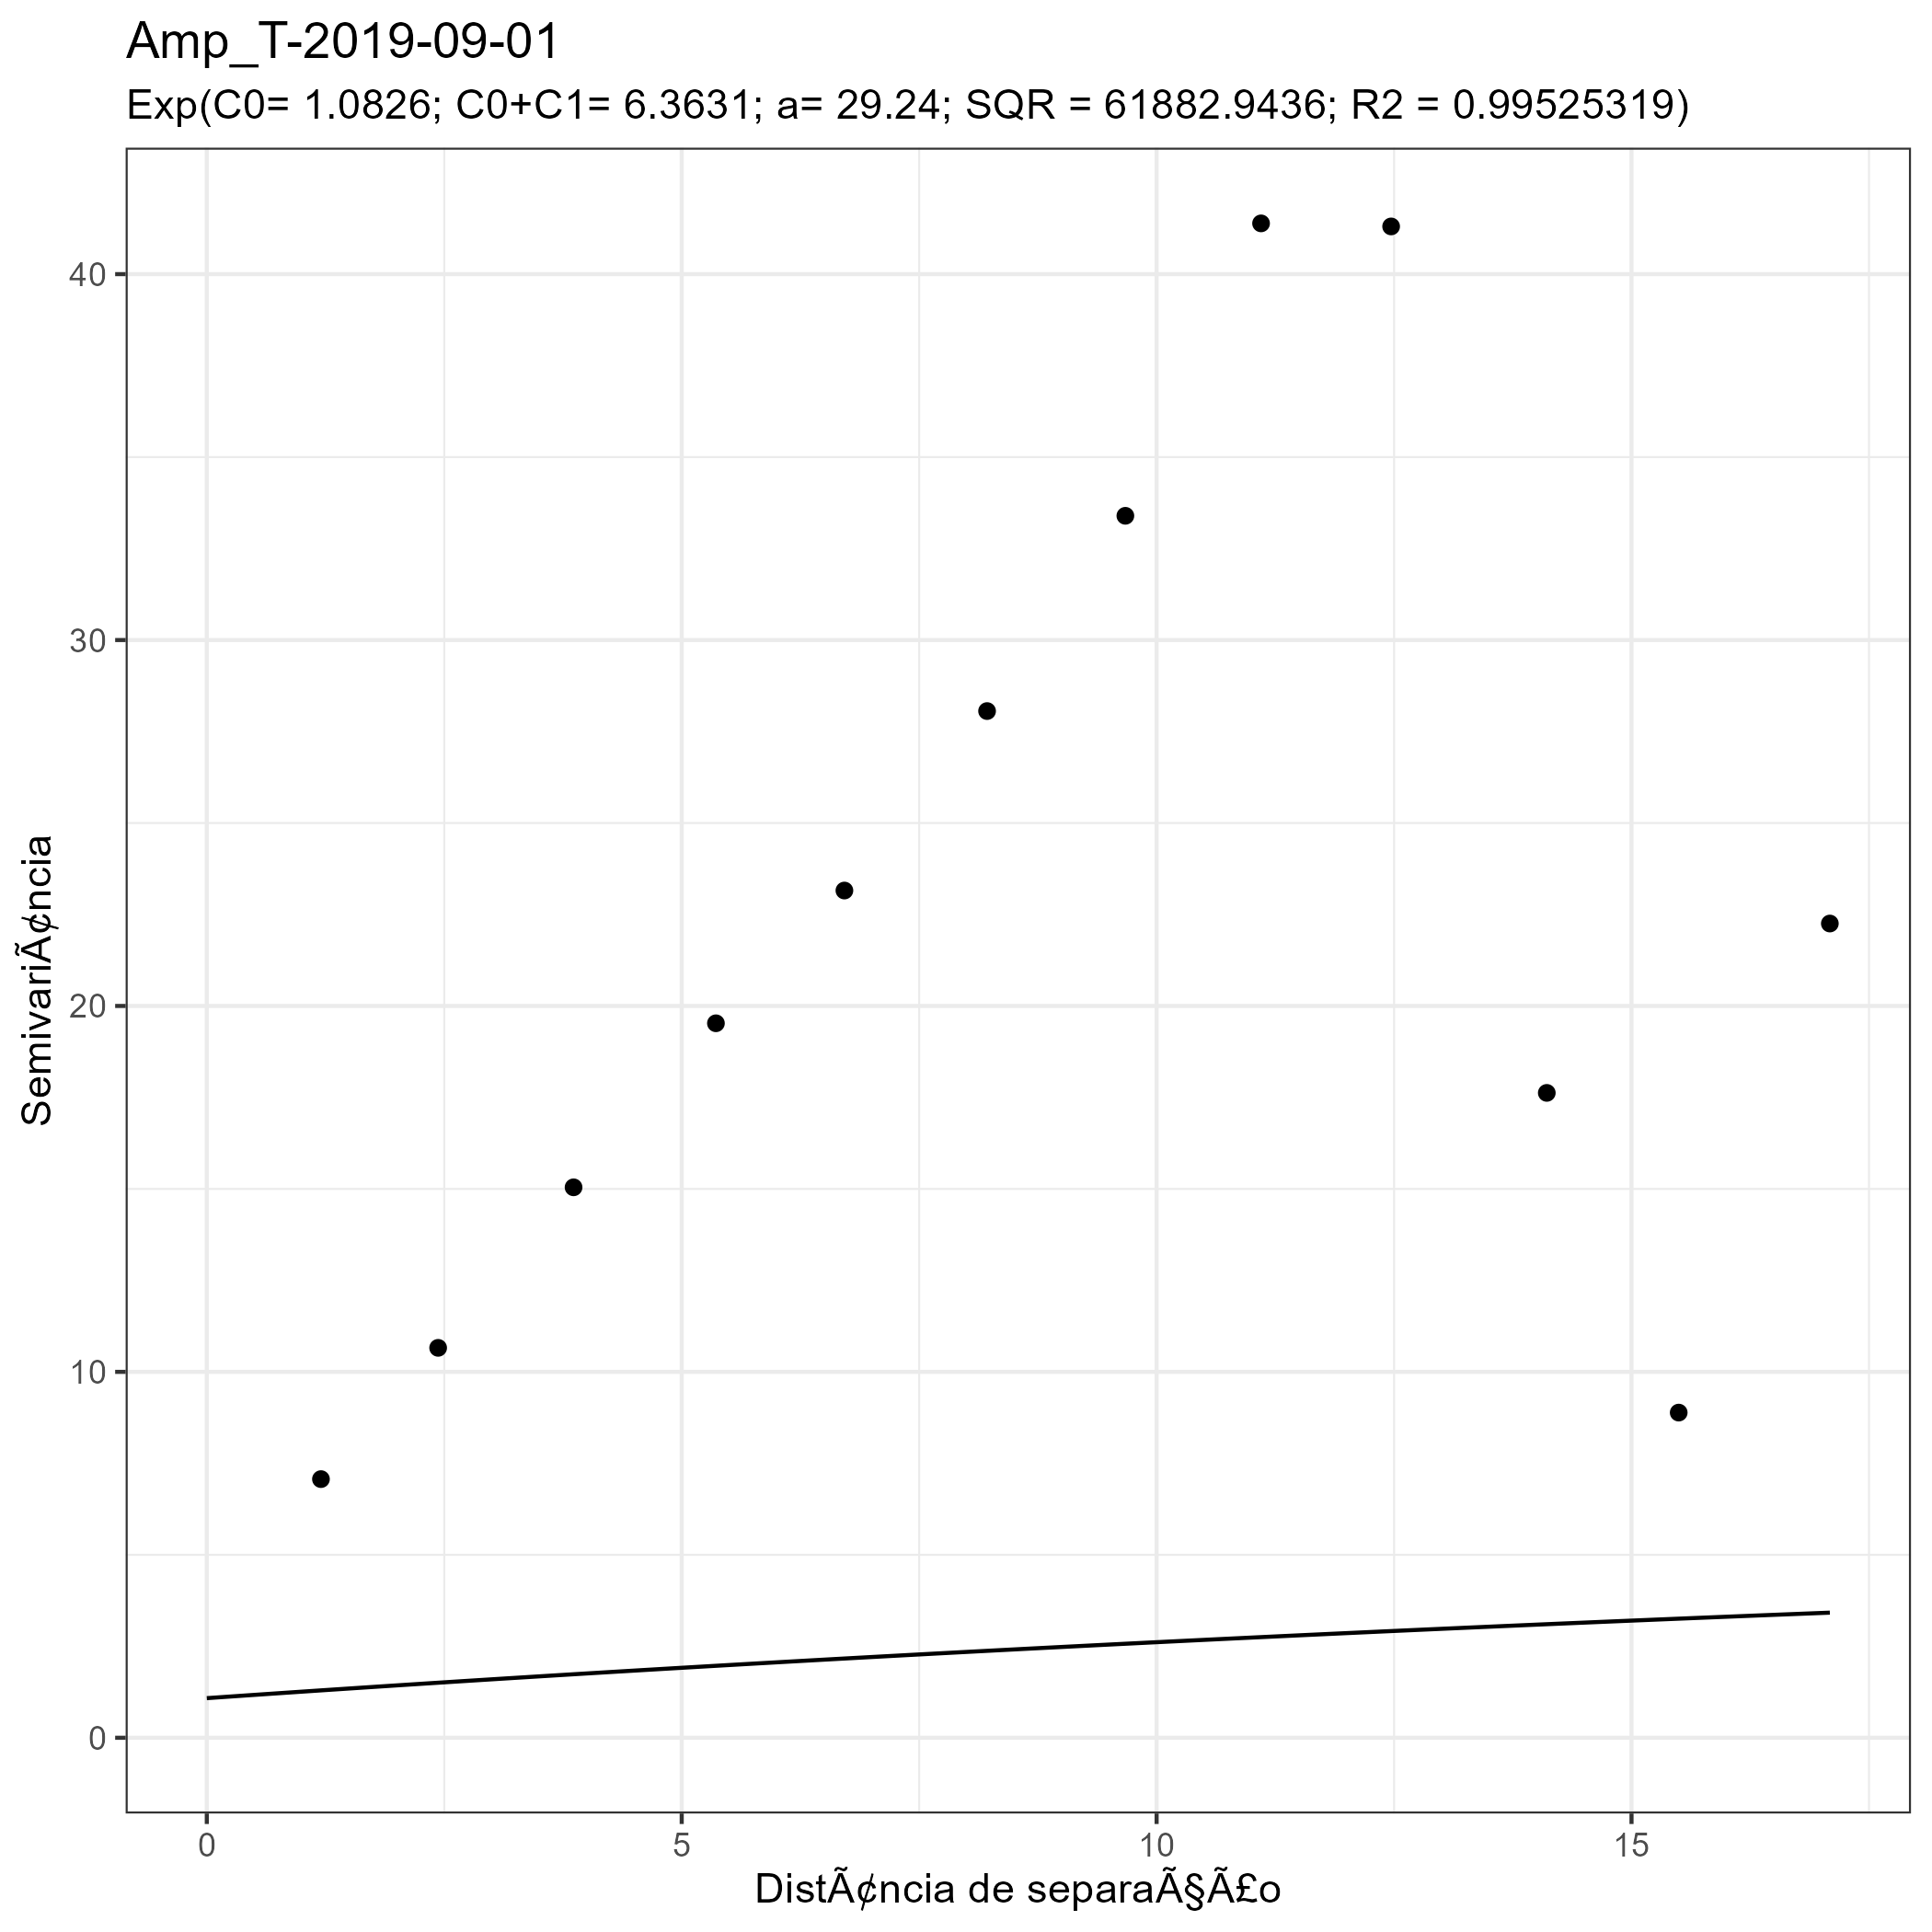 Amp_T-2019-09-01
Exp(C0= 1.0826; C0+C1= 6.3631; a= 29.24; SQR = 61882.9436; R2 = 0.99525319)
SemivariÃ¢ncia
40
30
20
10
0
0 5 10 15
DistÃ¢ncia de separaÃ§Ã£o